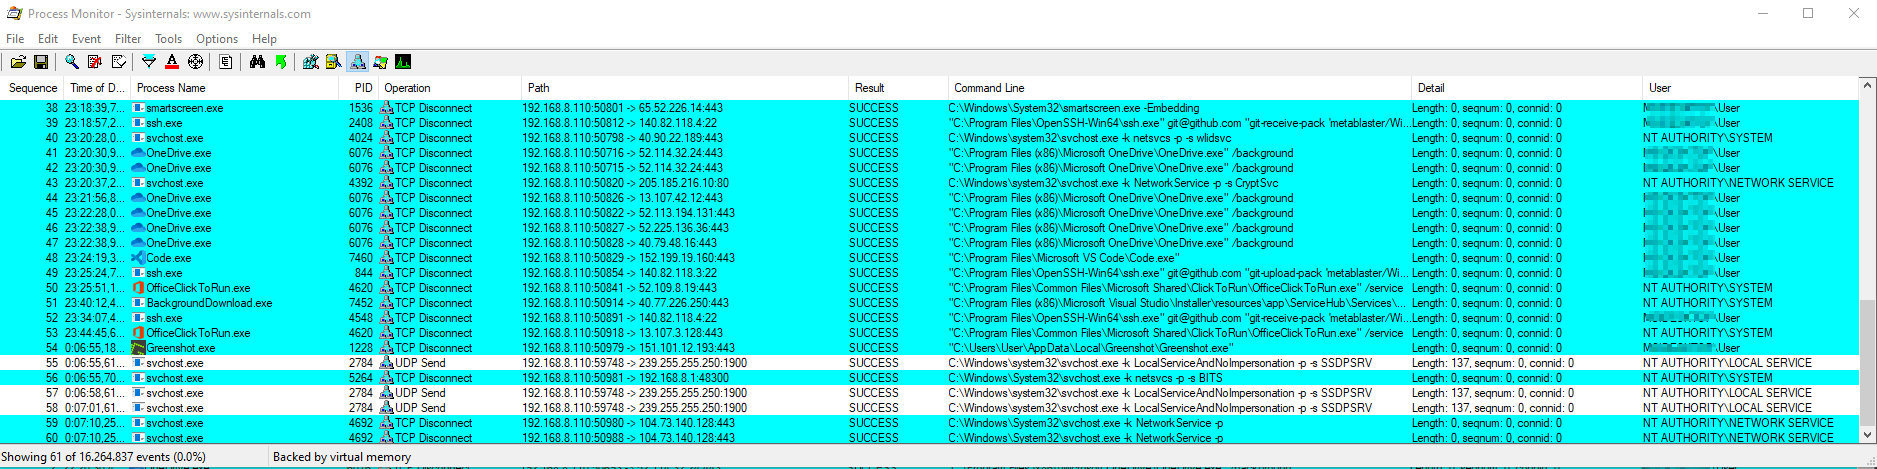 Process Monitor - Sysinternals: www.sysinternals.com
File Edit Event Filter Tools Options Help
Sequence Time of D... Process Name PID Operation Path Result Command Line Detail User
38 23:18:39,7... smartscreen.exe 1536 TCP Disconnect 192.168.8.110:50801 -> 65.52.226.14:443 SUCCESS C:\Windows\System32\smartscreen.exe -Embedding Length: 0, seqnum: 0, connid: 0 \User
39 23:18:57,2... ssh.exe 2408 TCP Disconnect 192.168.8.110:50812 -> 140.82.118.4:22 SUCCESS "C:\Program Files\OpenSSH-Win64\ssh.exe" git@github.com "git-receive-pack 'metablaster/Wi... Length: 0, seqnum: 0, connid: 0 \User
40 23:20:28,0... svchost.exe 4024 TCP Disconnect 192.168.8.110:50798 -> 40.90.22.189:443 SUCCESS C:\Windows\system32\svchost.exe -k netsvcs -p -s wlidsvc Length: 0, seqnum: 0, connid: 0 NT AUTHORITY\SYSTEM
41 23:20:30,9... OneDrive.exe 6076 TCP Disconnect 192.168.8.110:50716 -> 52.114.32.24:443 SUCCESS "C:\Program Files (x86)\Microsoft OneDrive\OneDrive.exe" /background Length: 0, seqnum: 0, connid: 0 \User
42 23:20:30,9... OneDrive.exe 6076 TCP Disconnect 192.168.8.110:50715 -> 52.114.32.24:443 SUCCESS "C:\Program Files (x86)\Microsoft OneDrive\OneDrive.exe" /background Length: 0, seqnum: 0, connid: 0 \User
43 23:20:37,2... svchost.exe 4392 TCP Disconnect 192.168.8.110:50820 -> 205.185.216.10:80 SUCCESS C:\Windows\system32\svchost.exe -k NetworkService -p -s CryptSvc Length: 0, seqnum: 0, connid: 0 NT AUTHORITY\NETWORK SERVICE
44 23:21:56,8... OneDrive.exe 6076 TCP Disconnect 192.168.8.110:50826 -> 13.107.42.12:443 SUCCESS "C:\Program Files (x86)\Microsoft OneDrive\OneDrive.exe" /background Length: 0, seqnum: 0, connid: 0 \User
45 23:22:28,0... OneDrive.exe 6076 TCP Disconnect 192.168.8.110:50822 -> 52.113.194.131:443 SUCCESS "C:\Program Files (x86)\Microsoft OneDrive\OneDrive.exe" /background Length: 0, seqnum: 0, connid: 0 \User
46 23:22:38,9... OneDrive.exe 6076 TCP Disconnect 192.168.8.110:50827 -> 52.225.136.36:443 SUCCESS "C:\Program Files (x86)\Microsoft OneDrive\OneDrive.exe" /background Length: 0, seqnum: 0, connid: 0 \User
47 23:22:38,9... OneDrive.exe 6076 TCP Disconnect 192.168.8.110:50828 -> 40.79.48.16:443 SUCCESS "C:\Program Files (x86)\Microsoft OneDrive\OneDrive.exe" /background Length: 0, seqnum: 0, connid: 0 \User
48 23:24:19,3... Code.exe 7460 TCP Disconnect 192.168.8.110:50829 -> 152.199.19.160:443 SUCCESS "C:\Program Files\Microsoft VS Code\Code.exe" Length: 0, seqnum: 0, connid: 0 \User
49 23:25:24,7... ssh.exe 844 TCP Disconnect 192.168.8.110:50854 -> 140.82.118.3:22 SUCCESS "C:\Program Files\OpenSSH-Win64\ssh.exe" git@github.com "git-upload-pack 'metablaster/Wi... Length: 0, seqnum: 0, connid: 0 \User
50 23:25:51,1... OfficeClickToRun.exe 4620 TCP Disconnect 192.168.8.110:50841 -> 52.109.8.19:443 SUCCESS "C:\Program Files\Common Files\Microsoft Shared\ClickToRun\OfficeClickToRun.exe" /service Length: 0, seqnum: 0, connid: 0 NT AUTHORITY\SYSTEM
51 23:40:12,4... BackgroundDownload.exe 7452 TCP Disconnect 192.168.8.110:50914 -> 40.77.226.250:443 SUCCESS "C:\Program Files (x86)\Microsoft Visual Studio\Installer\resources\app\ServiceHub\Services\... Length: 0, seqnum: 0, connid: 0 NT AUTHORITY\SYSTEM
52 23:34:07,4... ssh.exe 4548 TCP Disconnect 192.168.8.110:50891 -> 140.82.118.4:22 SUCCESS "C:\Program Files\OpenSSH-Win64\ssh.exe" git@github.com "git-receive-pack 'metablaster/Wi... Length: 0, seqnum: 0, connid: 0 \User
53 23:44:45,6... OfficeClickToRun.exe 4620 TCP Disconnect 192.168.8.110:50918 -> 13.107.3.128:443 SUCCESS "C:\Program Files\Common Files\Microsoft Shared\ClickToRun\OfficeClickToRun.exe" /service Length: 0, seqnum: 0, connid: 0 NT AUTHORITY\SYSTEM
54 0:06:55,18... Greenshot.exe 1228 TCP Disconnect 192.168.8.110:50979 -> 151.101.12.193:443 SUCCESS "C:\Users\User\AppData\Local\Greenshot\Greenshot.exe" Length: 0, seqnum: 0, connid: 0 \User
55 0:06:55,61... svchost.exe 2784 UDP Send 192.168.8.110:59748 -> 239.255.255.250:1900 SUCCESS C:\Windows\system32\svchost.exe -k LocalServiceAndNoImpersonation -p -s SSDPSRV Length: 137, seqnum: 0, connid: 0 NT AUTHORITY\LOCAL SERVICE
56 0:06:55,70... svchost.exe 5264 TCP Disconnect 192.168.8.110:50981 -> 192.168.8.1:48300 SUCCESS C:\Windows\System32\svchost.exe -k netsvcs -p -s BITS Length: 0, seqnum: 0, connid: 0 NT AUTHORITY\SYSTEM
57 0:06:58,61... svchost.exe 2784 UDP Send 192.168.8.110:59748 -> 239.255.255.250:1900 SUCCESS C:\Windows\system32\svchost.exe -k LocalServiceAndNoImpersonation -p -s SSDPSRV Length: 137, seqnum: 0, connid: 0 NT AUTHORITY\LOCAL SERVICE
58 0:07:01,61... svchost.exe 2784 UDP Send 192.168.8.110:59748 -> 239.255.255.250:1900 SUCCESS C:\Windows\system32\svchost.exe -k LocalServiceAndNoImpersonation -p -s SSDPSRV Length: 137, seqnum: 0, connid: 0 NT AUTHORITY\LOCAL SERVICE
59 0:07:10,25... svchost.exe 4692 TCP Disconnect 192.168.8.110:50988 -> 104.73.140.128:443 SUCCESS C:\Windows\System32\svchost.exe -k NetworkService -p Length: 0, seqnum: 0, connid: 0 NT AUTHORITY\NETWORK SERVICE
60 0:07:10,25... svchost.exe 4692 TCP Disconnect 192.168.8.110:50980 -> 104.73.140.128:443 SUCCESS C:\Windows\System32\svchost.exe -k NetworkService -p Length: 0, seqnum: 0, connid: 0 NT AUTHORITY\NETWORK SERVICE
Showing 61 of 16.264.837 events (0.0%) Backed by virtual memory